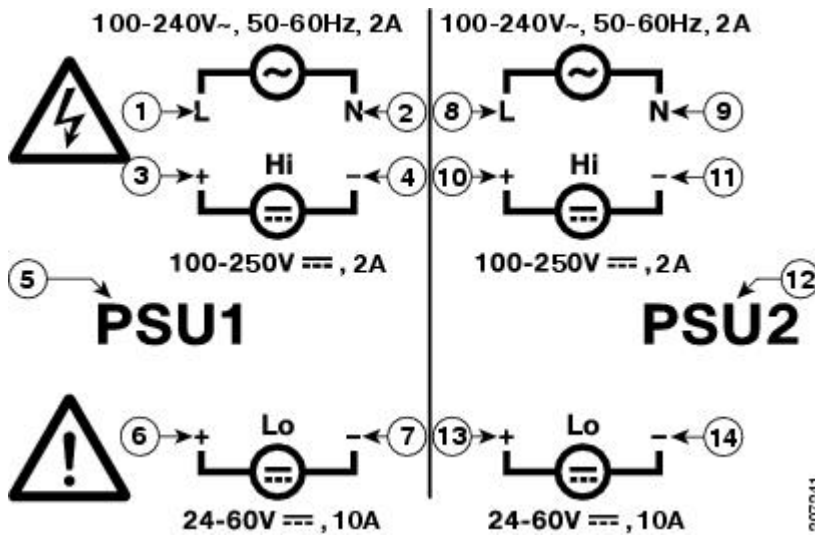 100-240V~, 50-60Hz, 2A
100-240V~, 50-60Hz, 2A
1 L N 2 8 L N 9
Hi Hi
3 + − 4 10 + − 11
100-250V ⎓ , 2A
100-250V ⎓ , 2A
5 12
PSU1 PSU2
Lo Lo
6 + − 7 13 + − 14
24-60V ⎓ , 10A
24-60V ⎓ , 10A